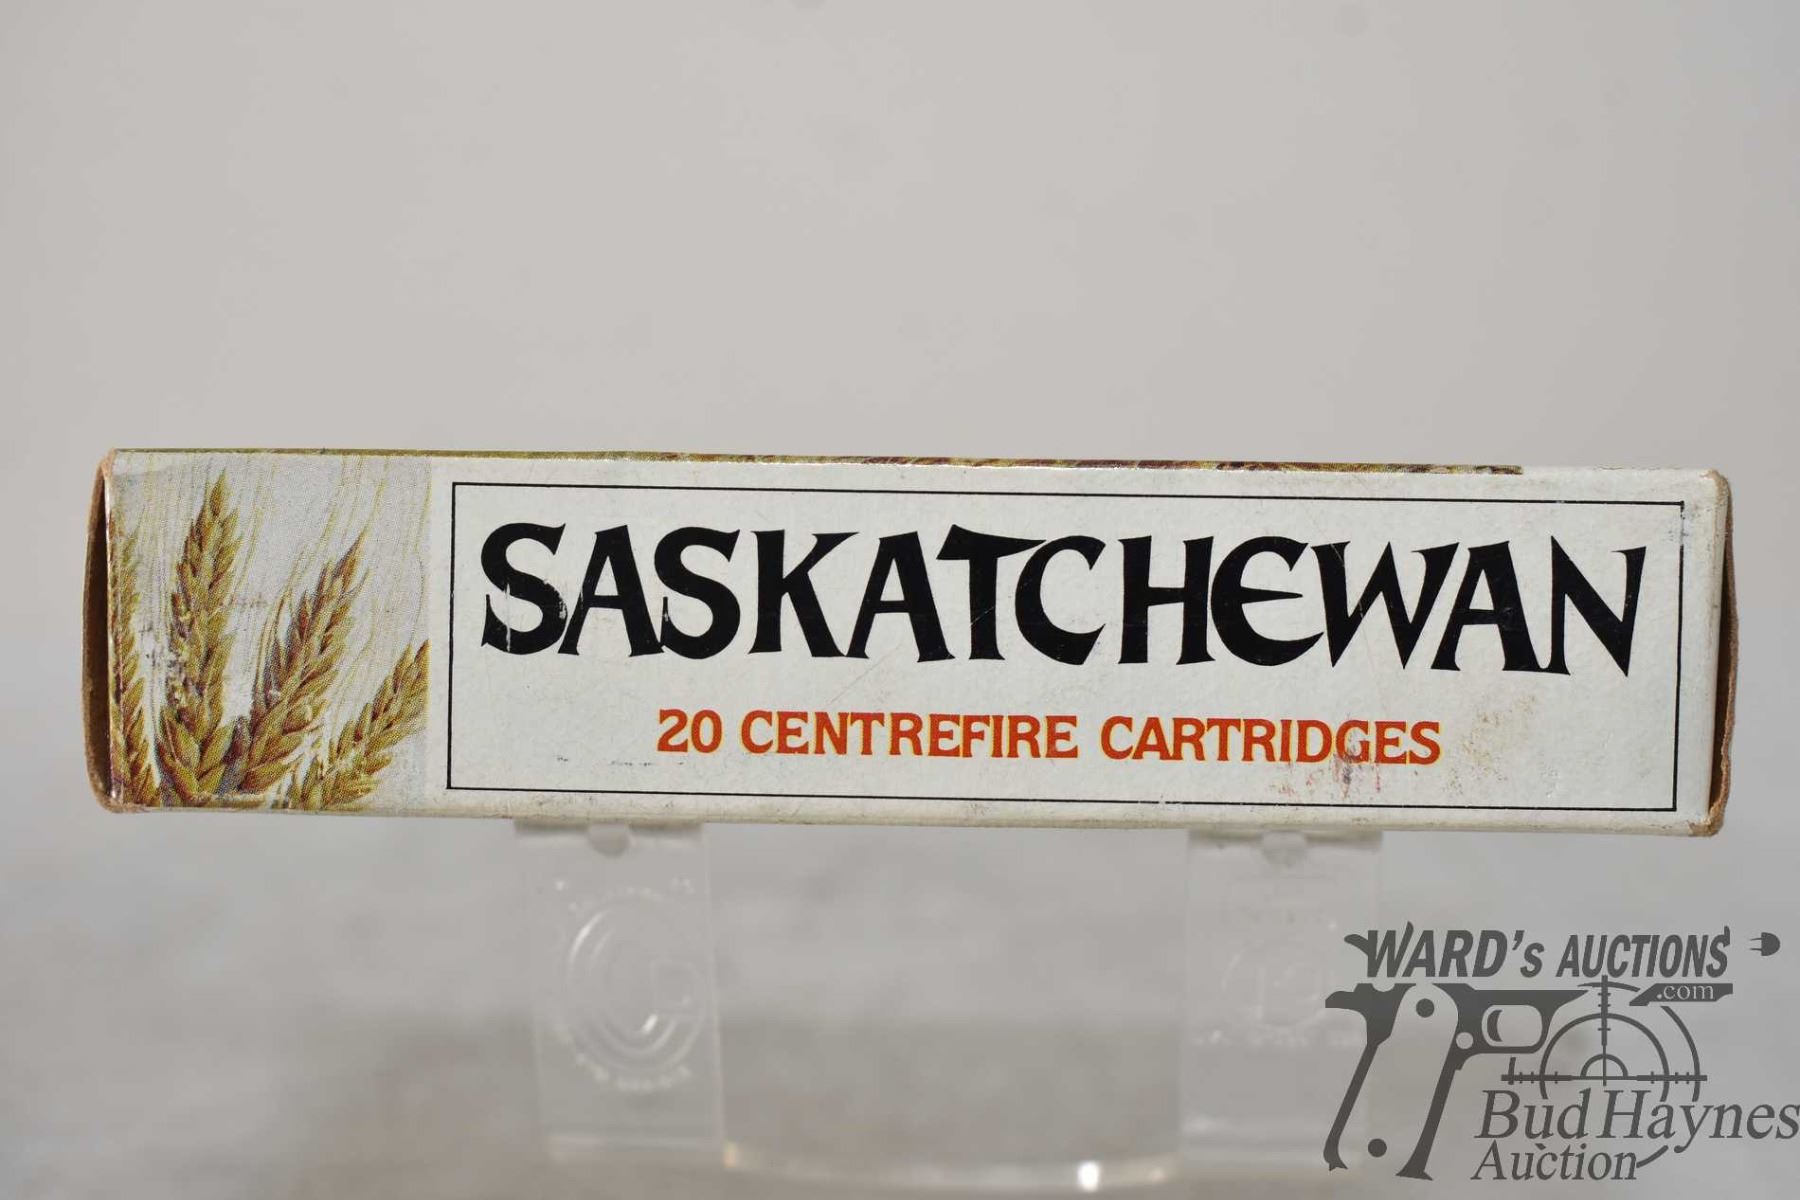 SASKATCHEWAN
20 CENTREFIRE CARTRIDGES
WARD's AUCTIONS
.com
Bud Haynes
Auction